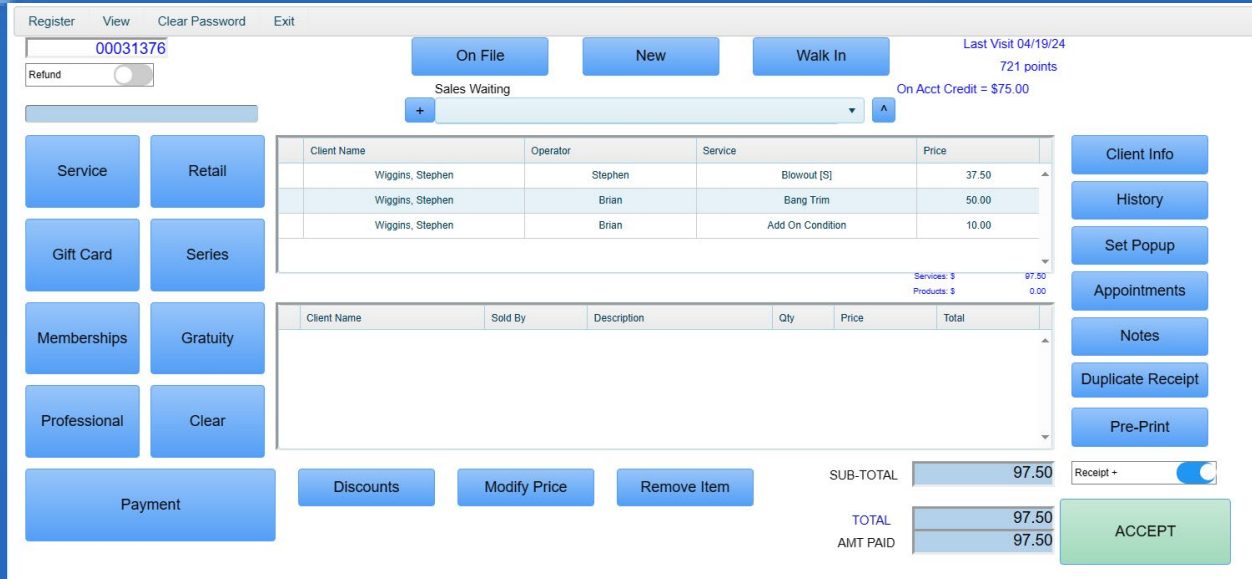 Register View Clear Password Exit
00031376
Refund
On File New Walk In
Last Visit 04/19/24
721 points
Sales Waiting
On Acct Credit = $75.00
+ ^
Service Retail
Gift Card Series
Memberships Gratuity
Professional Clear
Payment
Client Name Operator Service Price
Wiggins, Stephen Stephen Blowout [S] 37.50
Wiggins, Stephen Brian Bang Trim 50.00
Wiggins, Stephen Brian Add On Condition 10.00
Services: $ 97.50
Products: $ 0.00
Client Name Sold By Description Qty Price Total
Discounts Modify Price Remove Item
SUB-TOTAL 97.50
TOTAL 97.50
AMT PAID 97.50
Client Info
History
Set Popup
Appointments
Notes
Duplicate Receipt
Pre-Print
Receipt +
ACCEPT